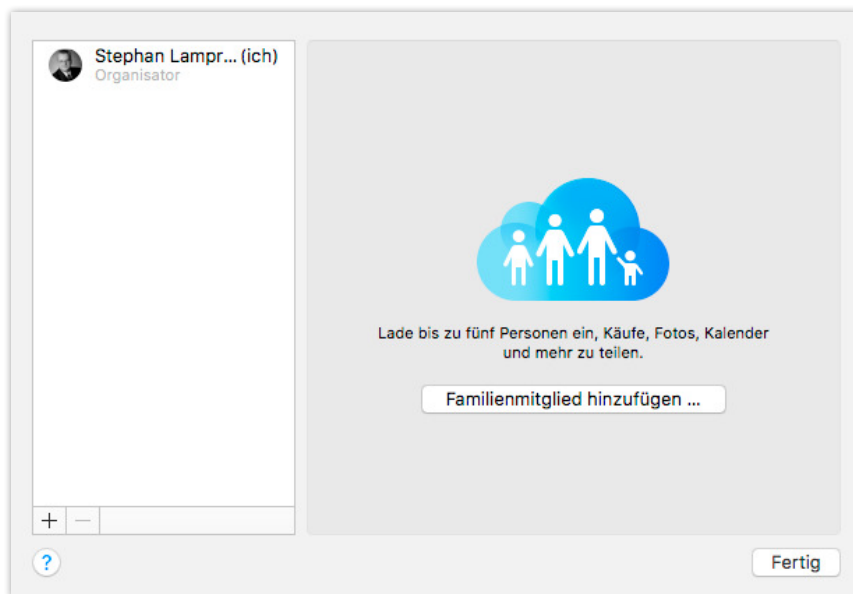 Stephan Lampr... (ich)
Organisator
Lade bis zu fünf Personen ein, Käufe, Fotos, Kalender
und mehr zu teilen.
Familienmitglied hinzufügen ...
+ −
?
Fertig